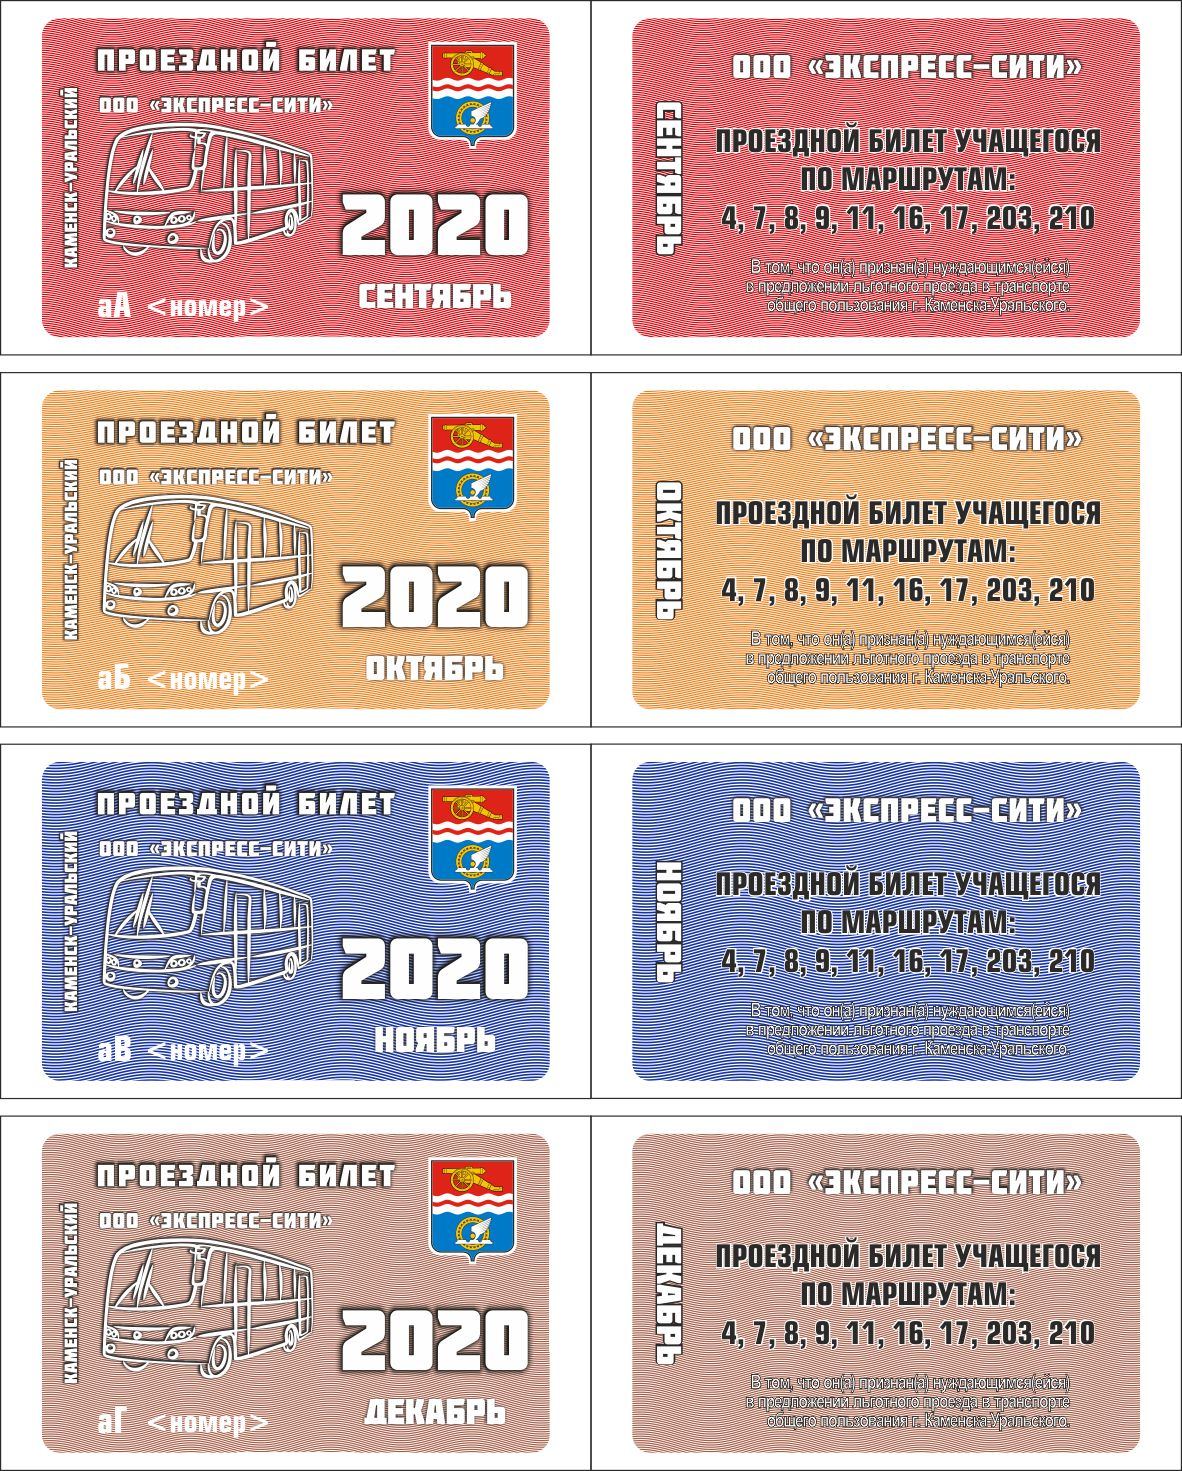 ПРОЕЗДНОЙ БИЛЕТ
ООО «ЭКСПРЕСС-СИТИ»
КАМЕНСК-УРАЛЬСКИЙ
2020
СЕНТЯБРЬ
аА <номер>
ООО «ЭКСПРЕСС-СИТИ»
СЕНТЯБРЬ
ПРОЕЗДНОЙ БИЛЕТ УЧАЩЕГОСЯ
ПО МАРШРУТАМ:
4, 7, 8, 9, 11, 16, 17, 203, 210
В том, что он(а) признан(а) нуждающимся(ейся)
в предложении льготного проезда в транспорте
общего пользования г. Каменска-Уральского.
ПРОЕЗДНОЙ БИЛЕТ
ООО «ЭКСПРЕСС-СИТИ»
КАМЕНСК-УРАЛЬСКИЙ
2020
ОКТЯБРЬ
аБ <номер>
ООО «ЭКСПРЕСС-СИТИ»
ОКТЯБРЬ
ПРОЕЗДНОЙ БИЛЕТ УЧАЩЕГОСЯ
ПО МАРШРУТАМ:
4, 7, 8, 9, 11, 16, 17, 203, 210
В том, что он(а) признан(а) нуждающимся(ейся)
в предложении льготного проезда в транспорте
общего пользования г. Каменска-Уральского.
ПРОЕЗДНОЙ БИЛЕТ
ООО «ЭКСПРЕСС-СИТИ»
КАМЕНСК-УРАЛЬСКИЙ
2020
НОЯБРЬ
аВ <номер>
ООО «ЭКСПРЕСС-СИТИ»
НОЯБРЬ
ПРОЕЗДНОЙ БИЛЕТ УЧАЩЕГОСЯ
ПО МАРШРУТАМ:
4, 7, 8, 9, 11, 16, 17, 203, 210
В том, что он(а) признан(а) нуждающимся(ейся)
в предложении льготного проезда в транспорте
общего пользования г. Каменска-Уральского.
ПРОЕЗДНОЙ БИЛЕТ
ООО «ЭКСПРЕСС-СИТИ»
КАМЕНСК-УРАЛЬСКИЙ
2020
ДЕКАБРЬ
аГ <номер>
ООО «ЭКСПРЕСС-СИТИ»
ДЕКАБРЬ
ПРОЕЗДНОЙ БИЛЕТ УЧАЩЕГОСЯ
ПО МАРШРУТАМ:
4, 7, 8, 9, 11, 16, 17, 203, 210
В том, что он(а) признан(а) нуждающимся(ейся)
в предложении льготного проезда в транспорте
общего пользования г. Каменска-Уральского.